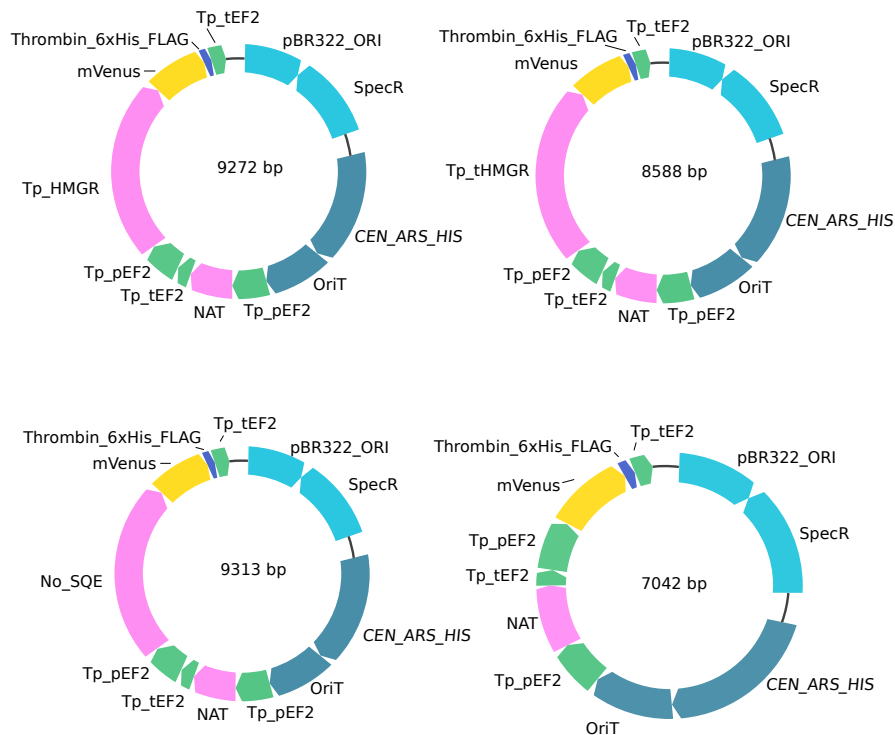 Tp_tEF2
Thrombin_6xHis_FLAG
pBR322_ORI
mVenus
SpecR
9272 bp
Tp_HMGR
CEN_ARS_HIS
Tp_pEF2
Tp_tEF2
OriT
NAT
Tp_pEF2
Tp_tEF2
Thrombin_6xHis_FLAG
pBR322_ORI
mVenus
SpecR
Tp_tHMGR
8588 bp
CEN_ARS_HIS
Tp_pEF2
OriT
Tp_tEF2
NAT
Tp_pEF2
Tp_tEF2
Thrombin_6xHis_FLAG
pBR322_ORI
mVenus
SpecR
No_SQE
9313 bp
CEN_ARS_HIS
Tp_pEF2
OriT
Tp_tEF2
NAT
Tp_pEF2
Tp_tEF2
Thrombin_6xHis_FLAG
pBR322_ORI
mVenus
SpecR
Tp_pEF2
Tp_tEF2
7042 bp
NAT
Tp_pEF2
CEN_ARS_HIS
OriT